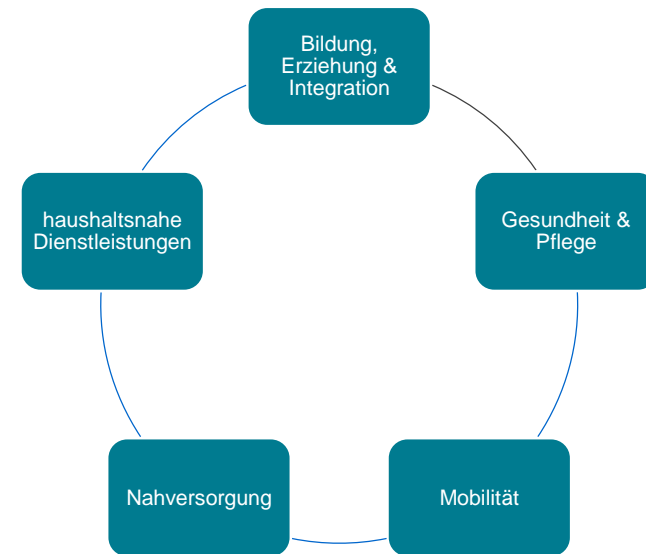 Bildung,
Erziehung &
Integration
Gesundheit &
Pflege
Mobilität
Nahversorgung
haushaltsnahe
Dienstleistungen